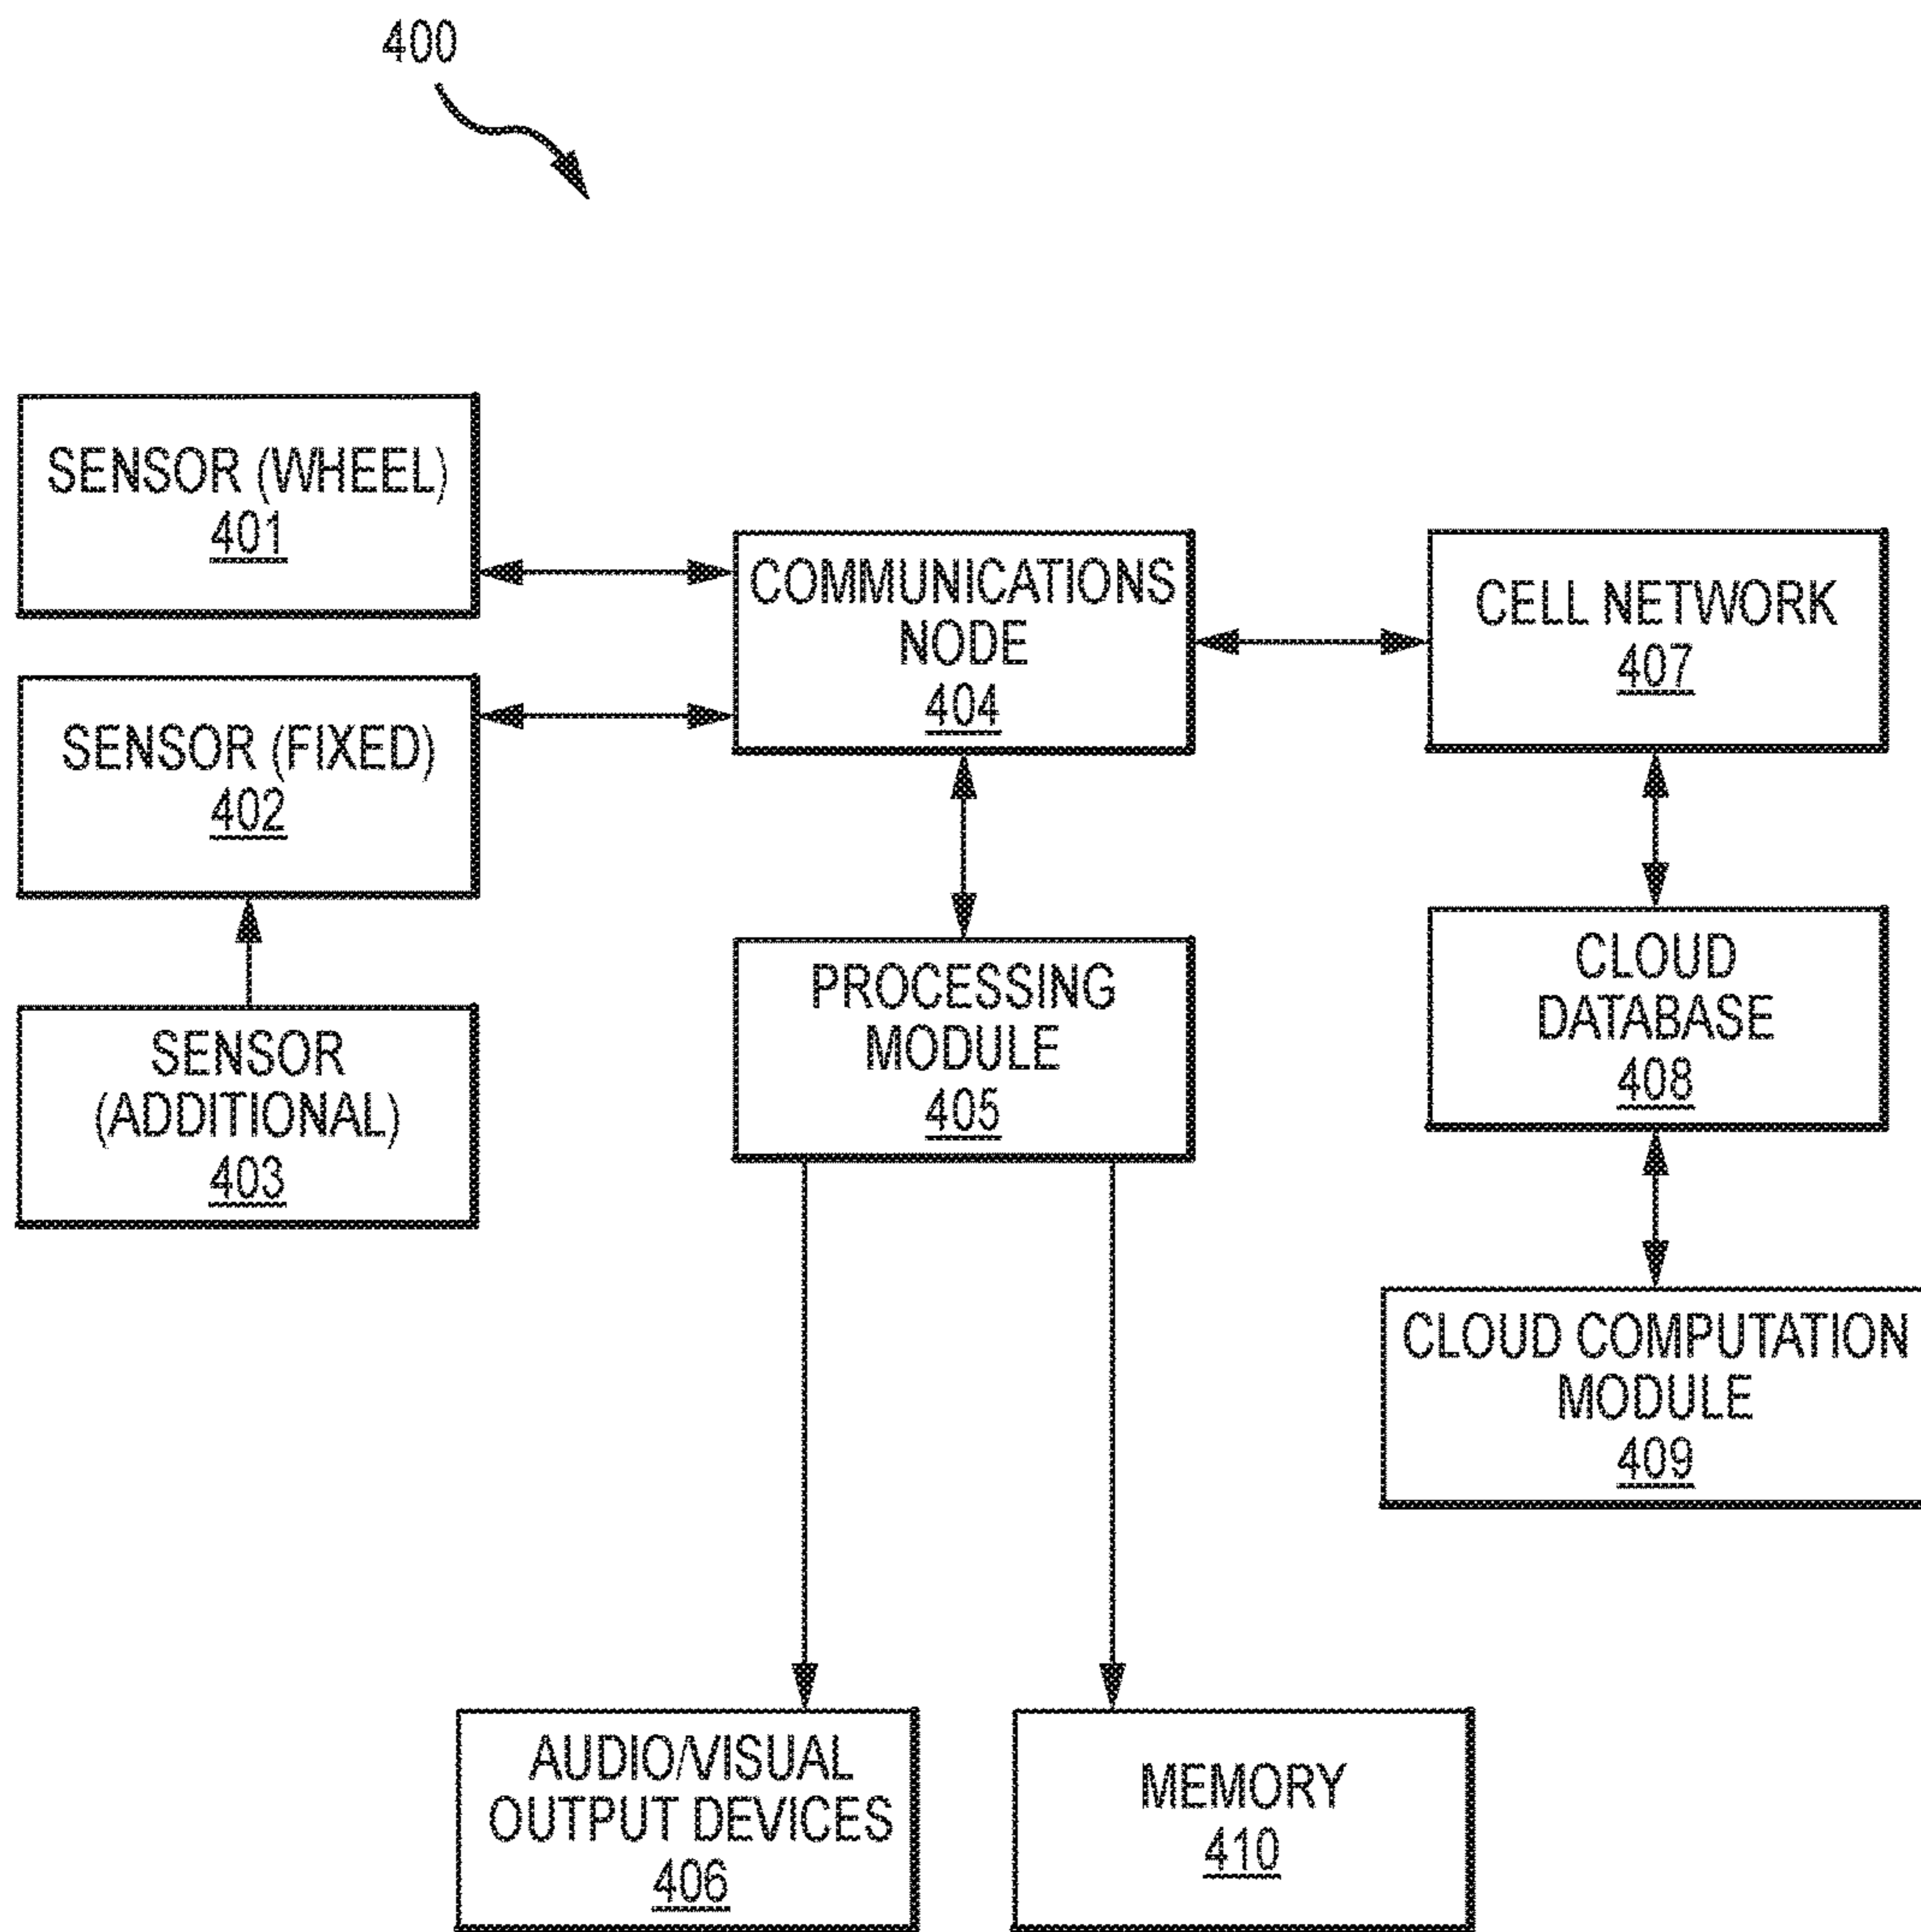 400
SENSOR (WHEEL)
401
SENSOR (FIXED)
402
SENSOR
(ADDITIONAL)
403
COMMUNICATIONS
NODE
404
PROCESSING
MODULE
405
CELL NETWORK
407
CLOUD
DATABASE
408
CLOUD COMPUTATION
MODULE
409
AUDIO/VISUAL
OUTPUT DEVICES
406
MEMORY
410